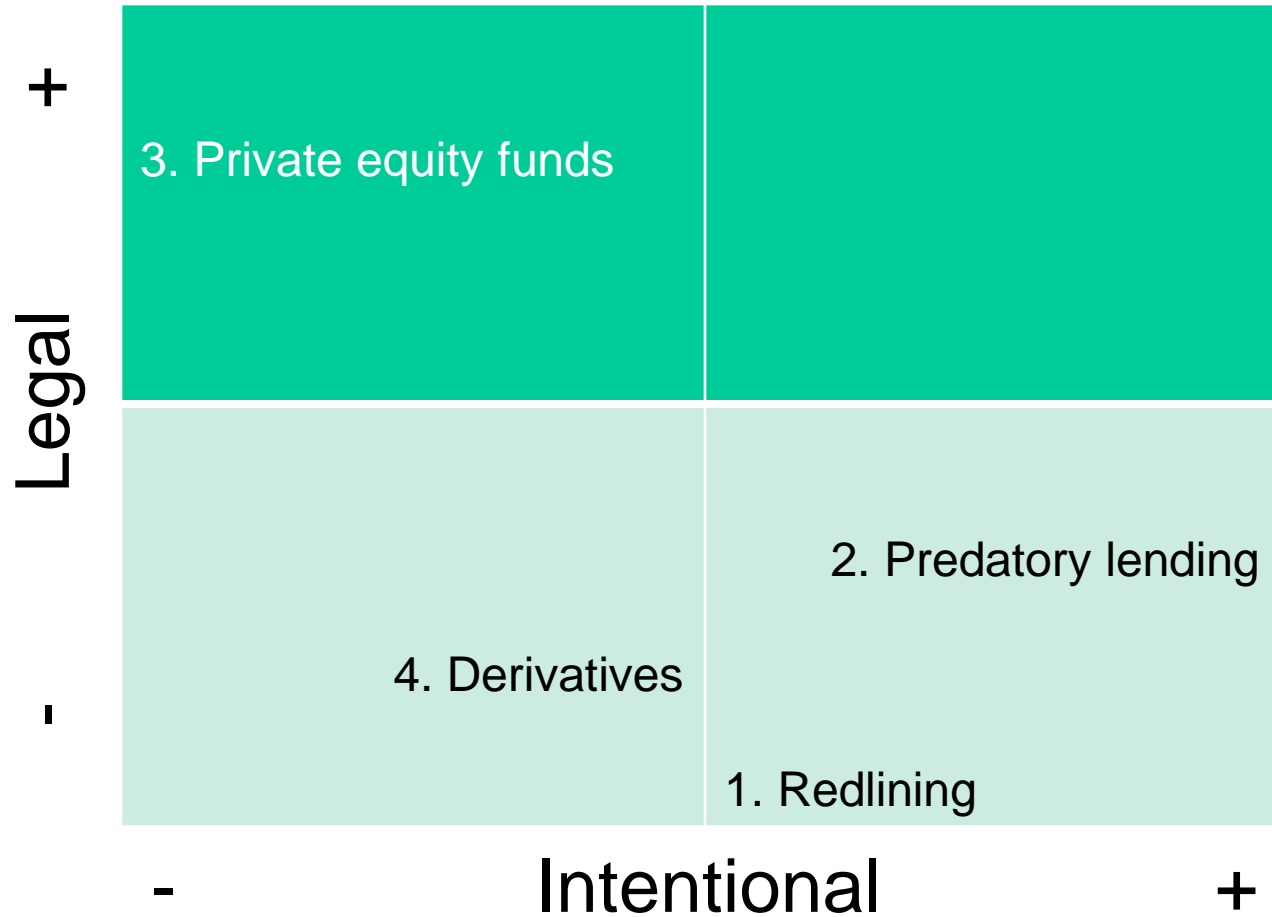 +
3. Private equity funds
Legal
2. Predatory lending
4. Derivatives
-
1. Redlining
- Intentional +